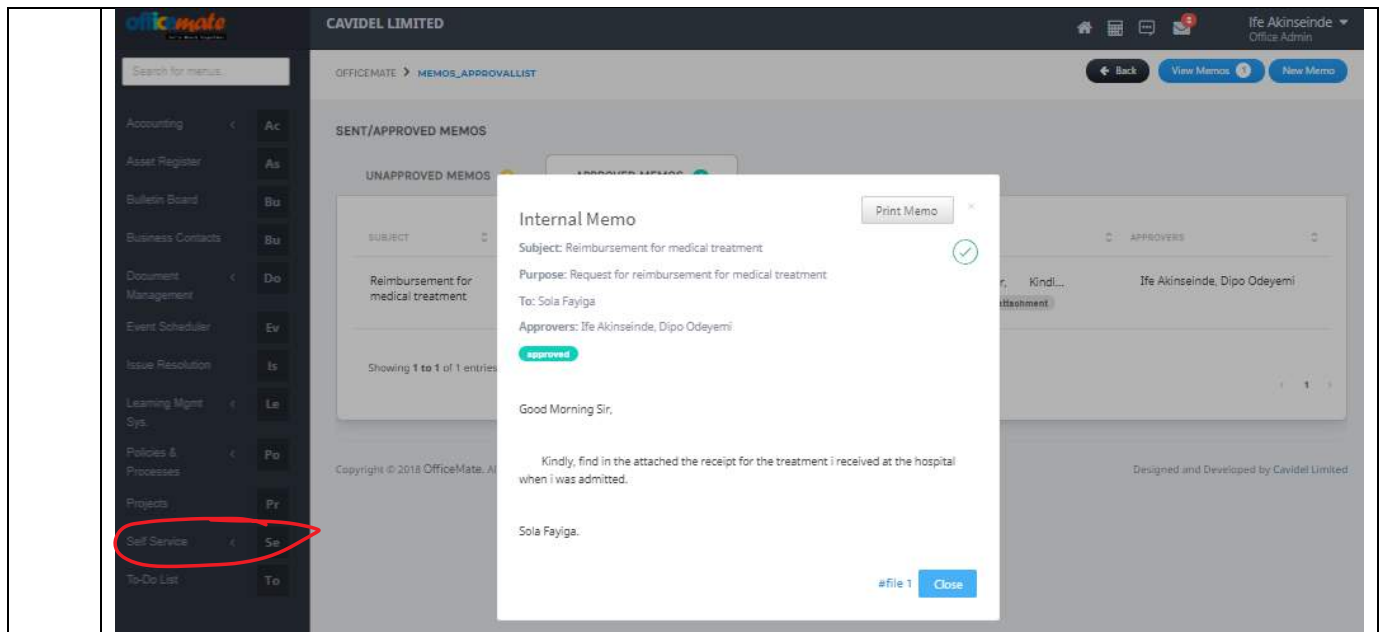 officemate
CAVIDEL LIMITED
Ife Akinseinde
Office Admin
Search for menus..
OFFICEMATE > MEMOS_APPROVALLIST
Back
View Memos 1
New Memo
Accounting < Ac
Asset Register As
Bulletin Board Bu
Business Contacts Bu
Document < Do
Management
Event Scheduler Ev
Issue Resolution Is
Learning Mgmt < Le
Sys.
Policies & < Po
Processes
Projects Pr
Self Service < Se
To-Do List To
SENT/APPROVED MEMOS
UNAPPROVED MEMOS
APPROVED MEMOS
SUBJECT
APPROVERS
Reimbursement for
medical treatment
r, Kindl...
attachment
Ife Akinseinde, Dipo Odeyemi
Showing 1 to 1 of 1 entries
1
Internal Memo
Print Memo
×
Subject: Reimbursement for medical treatment
Purpose: Request for reimbursement for medical treatment
To: Sola Fayiga
Approvers: Ife Akinseinde, Dipo Odeyemi
approved
Good Morning Sir,
Kindly, find in the attached the receipt for the treatment i received at the hospital
when i was admitted.
Sola Fayiga.
#file 1
Close
Copyright © 2018 OfficeMate. Al
Designed and Developed by Cavidel Limited